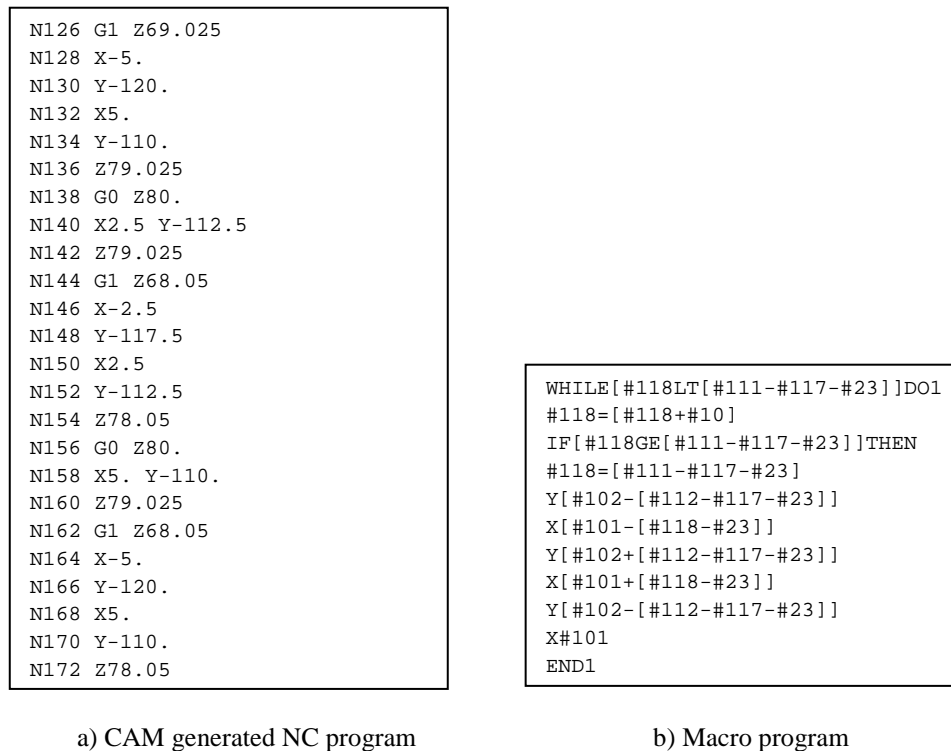 N126 G1 Z69.025
N128 X-5.
N130 Y-120.
N132 X5.
N134 Y-110.
N136 Z79.025
N138 G0 Z80.
N140 X2.5 Y-112.5
N142 Z79.025
N144 G1 Z68.05
N146 X-2.5
N148 Y-117.5
N150 X2.5
N152 Y-112.5
N154 Z78.05
N156 G0 Z80.
N158 X5. Y-110.
N160 Z79.025
N162 G1 Z68.05
N164 X-5.
N166 Y-120.
N168 X5.
N170 Y-110.
N172 Z78.05
a) CAM generated NC program
WHILE[#118LT[#111-#117-#23]]DO1
#118=[#118+#10]
IF[#118GE[#111-#117-#23]]THEN
#118=[#111-#117-#23]
Y[#102-[#112-#117-#23]]
X[#101-[#118-#23]]
Y[#102+[#112-#117-#23]]
X[#101+[#118-#23]]
Y[#102-[#112-#117-#23]]
X#101
END1
b) Macro program